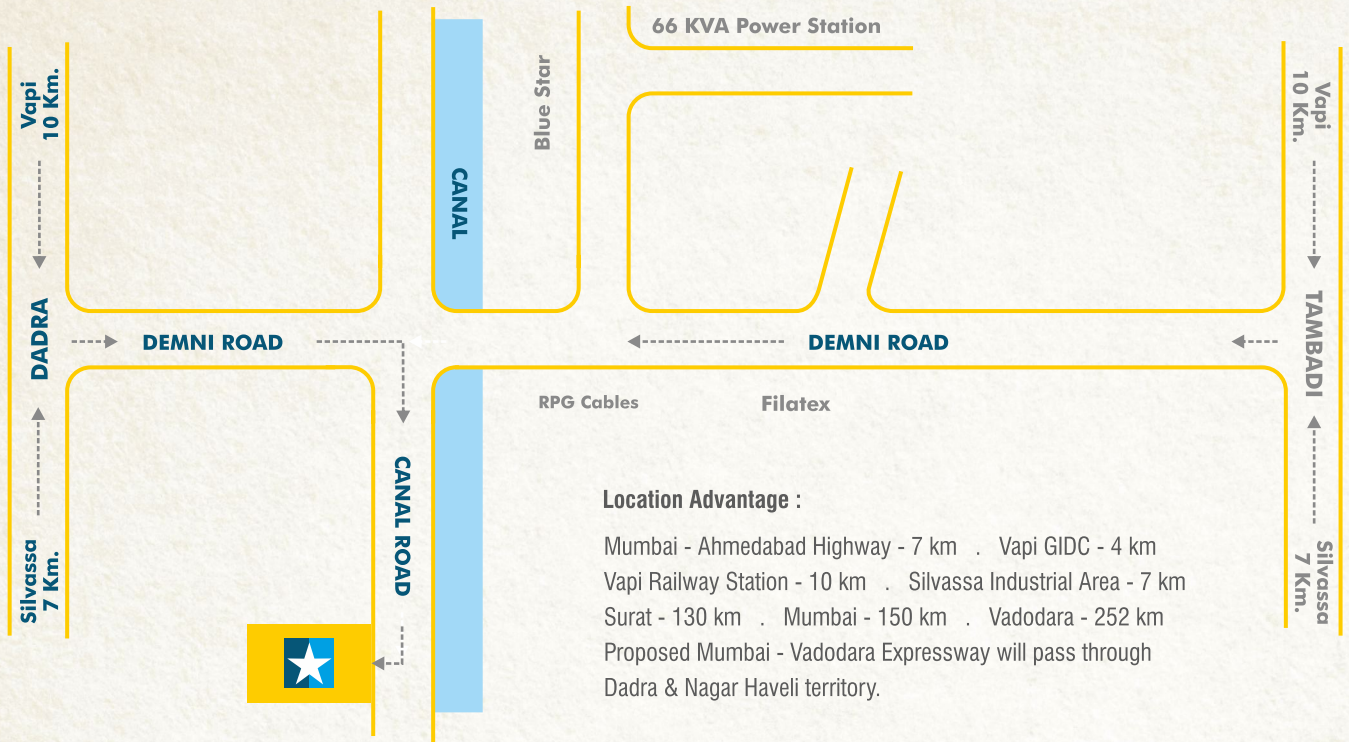 66 KVA Power Station
Vapi
10 Km.
Blue Star
Vapi
10 Km.
CANAL
DADRA
DEMNI ROAD
DEMNI ROAD
TAMBADI
RPG Cables
Filatex
CANAL ROAD
Silvassa
7 Km.
Silvassa
7 Km.
Location Advantage :
Mumbai - Ahmedabad Highway - 7 km . Vapi GIDC - 4 km
Vapi Railway Station - 10 km . Silvassa Industrial Area - 7 km
Surat - 130 km . Mumbai - 150 km . Vadodara - 252 km
Proposed Mumbai - Vadodara Expressway will pass through
Dadra & Nagar Haveli territory.